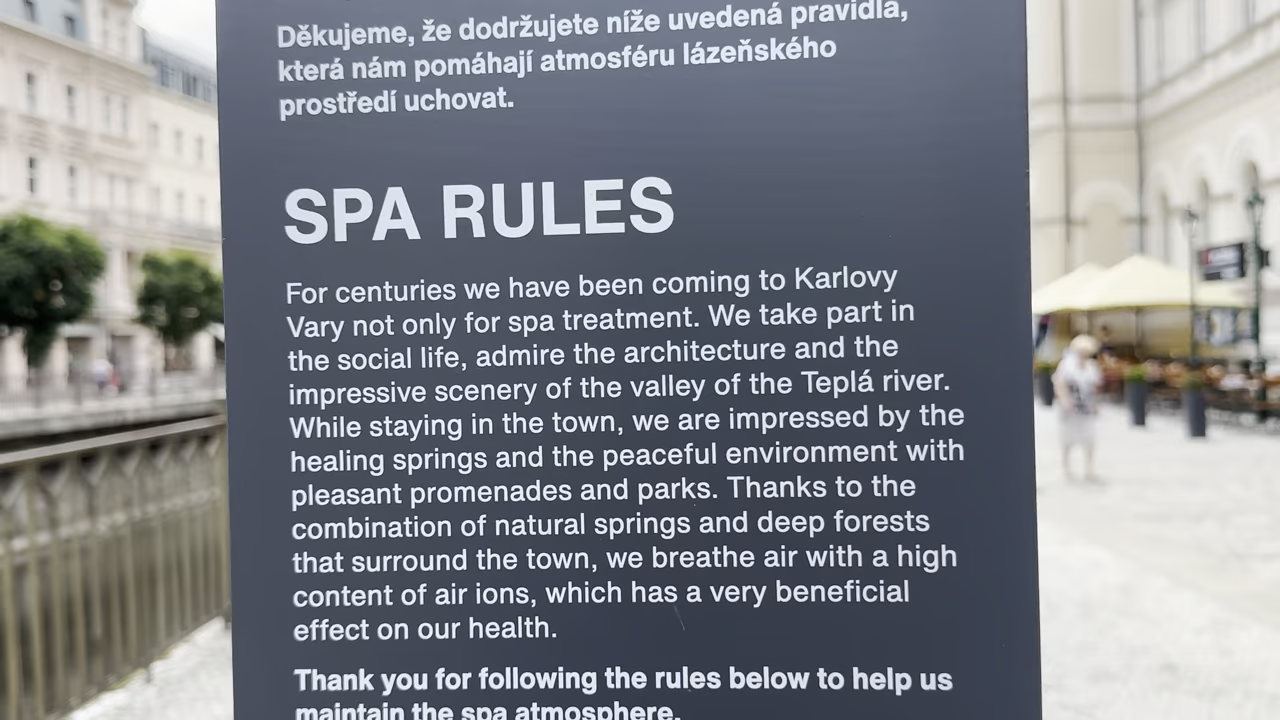 Děkujeme, že dodržujete níže uvedená pravidla,
která nám pomáhají atmosféru lázeňského
prostředí uchovat.
SPA RULES
For centuries we have been coming to Karlovy
Vary not only for spa treatment. We take part in
the social life, admire the architecture and the
impressive scenery of the valley of the Teplá river.
While staying in the town, we are impressed by the
healing springs and the peaceful environment with
pleasant promenades and parks. Thanks to the
combination of natural springs and deep forests
that surround the town, we breathe air with a high
content of air ions, which has a very beneficial
effect on our health.
Thank you for following the rules below to help us
maintain the spa atmosphere.